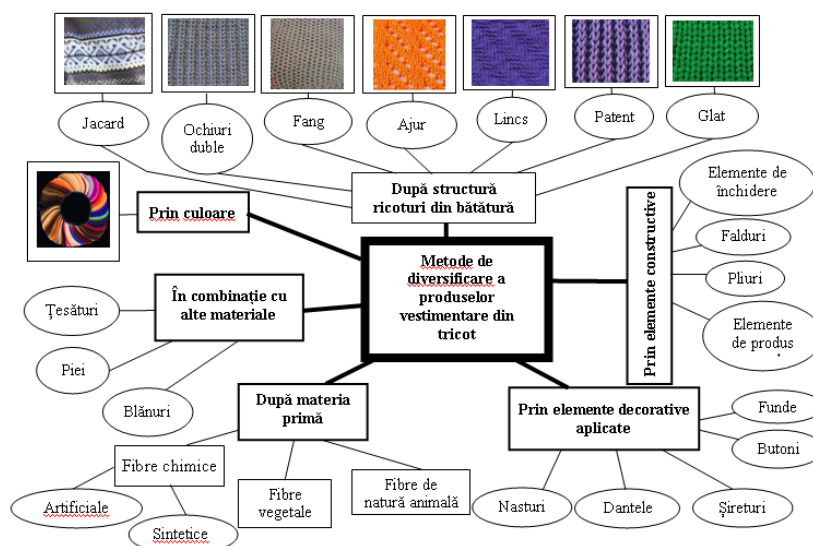 Jacard
Ochiuri
duble
Fang
Ajur
Lincs
Patent
Glat
După structură
ricoturi din bătătură
Prin culoare
Elemente de
închidere
Falduri
Pliuri
Elemente
de produs
Prin elemente constructive
Metode de
diversificare a
produselor
vestimentare din
tricot
În combinație cu
alte materiale
Țesături
Piei
Blănuri
După materia
primă
Fibre chimice
Artificiale
Sintetice
Fibre
vegetale
Fibre de
natură animală
Prin elemente decorative
aplicate
Funde
Butoni
Nasturi
Dantele
Șireturi